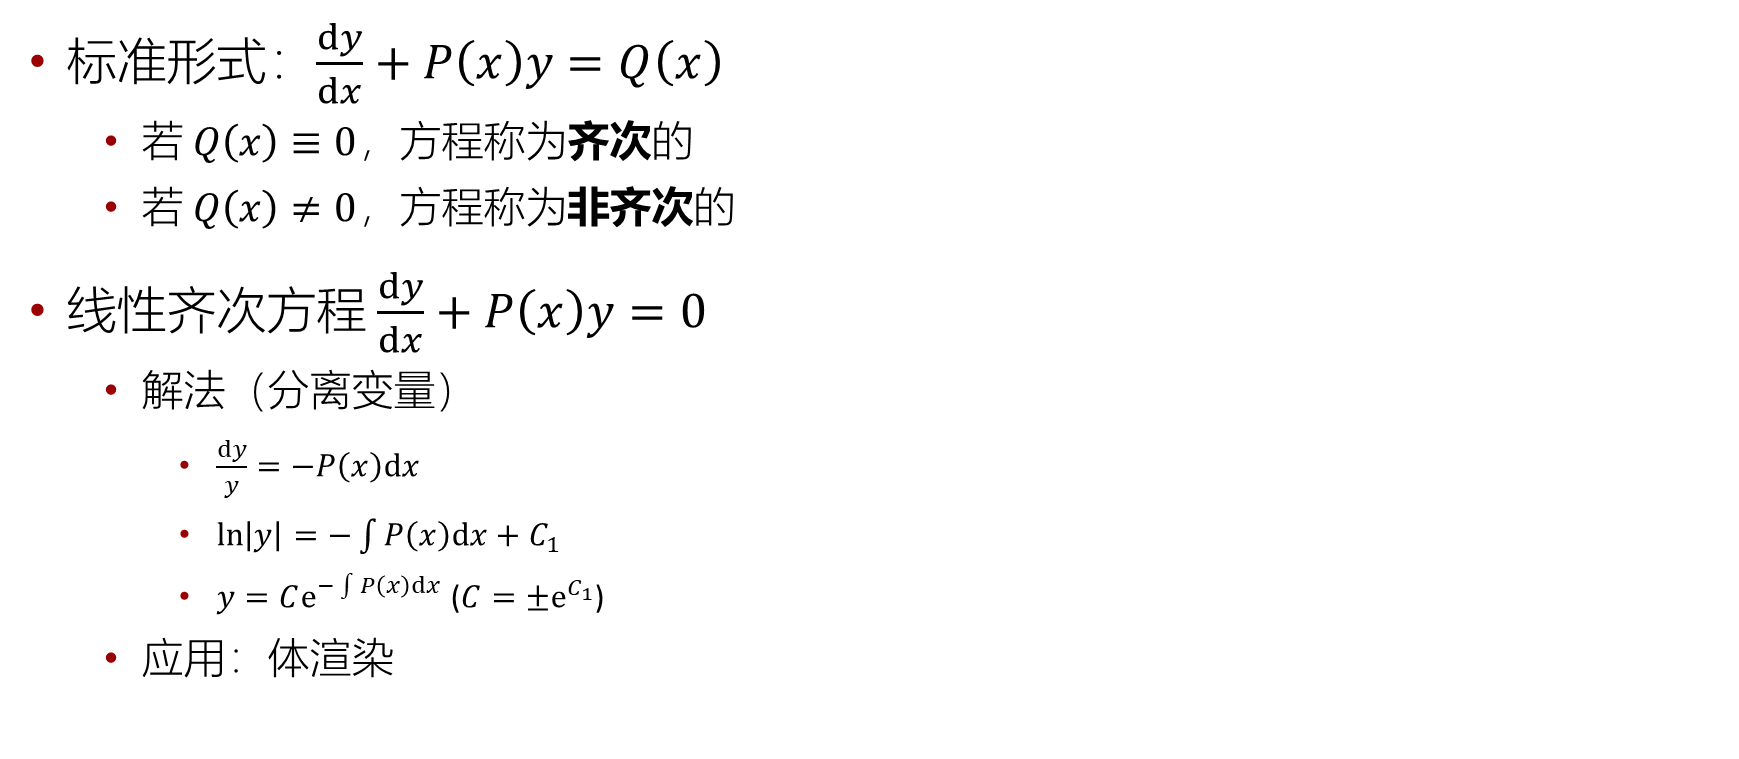 • 标准形式：dy/dx + P(x)y = Q(x)
• 若 Q(x) ≡ 0，方程称为齐次的
• 若 Q(x) ≠ 0，方程称为非齐次的
• 线性齐次方程 dy/dx + P(x)y = 0
• 解法（分离变量）
• dy/y = −P(x)dx
• ln|y| = − ∫ P(x)dx + C₁
• y = Ce^{− ∫ P(x)dx} (C = ±e^{C₁})
• 应用：体渲染